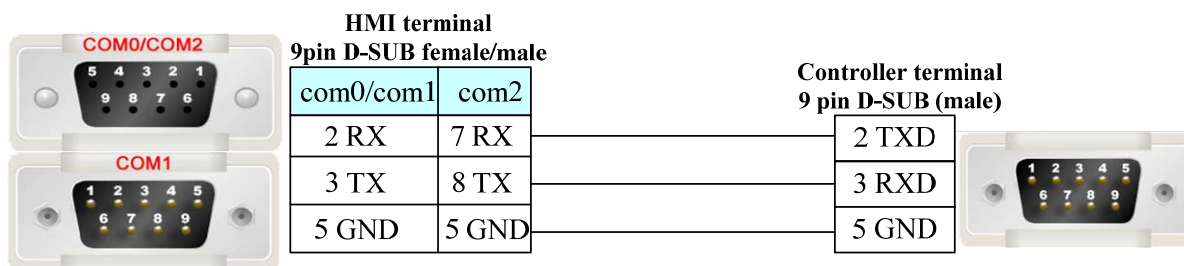 COM0/COM2
5 4 3 2 1
9 8 7 6
COM1
1 2 3 4 5
6 7 8 9
HMI terminal
9pin D-SUB female/male
com0/com1 com2
2 RX 7 RX
3 TX 8 TX
5 GND 5 GND
Controller terminal
9 pin D-SUB (male)
2 TXD
3 RXD
5 GND
1 2 3 4 5
6 7 8 9